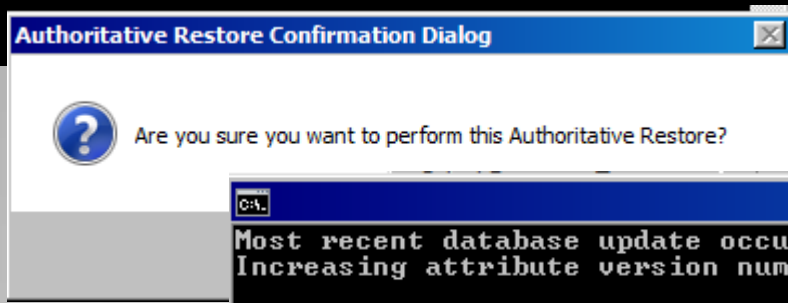 Authoritative Restore Confirmation Dialog
Are you sure you want to perform this Authoritative Restore?
C:\.
Most recent database update occu
Increasing attribute version num